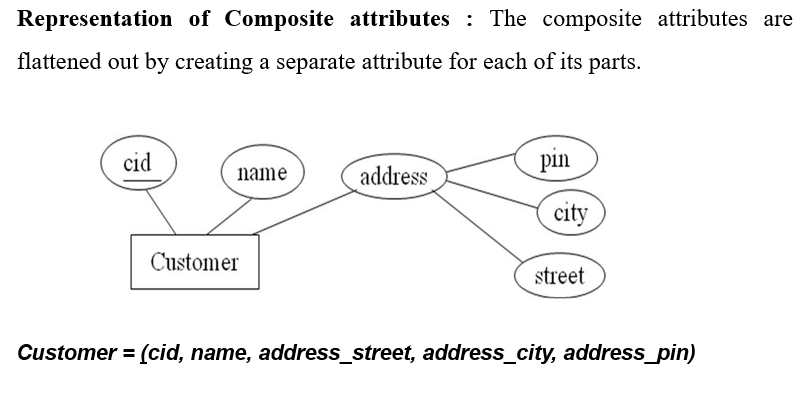 Representation of Composite attributes : The composite attributes are
flattened out by creating a separate attribute for each of its parts.
cid
name
address
pin
city
Customer
street
Customer = (cid, name, address_street, address_city, address_pin)